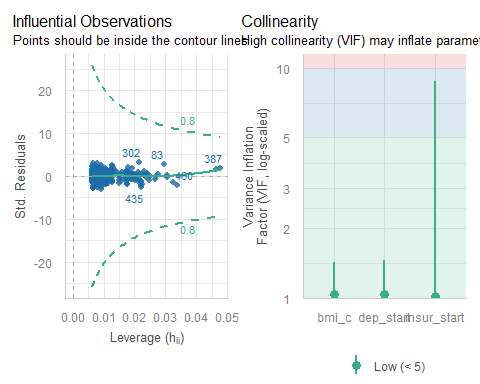 Influential Observations
Points should be inside the contour lines
Std. Residuals
20
10
0
-10
-20
0.8
302
83
387
435
0.8
0.00
0.01
0.02
0.03
0.04
0.05
Leverage (hii)
Collinearity
High collinearity (VIF) may inflate paramet
Variance Inflation
Factor (VIF, log-scaled)
10
5
3
2
1
bmi_c
dep_start
insur_start
Low (< 5)